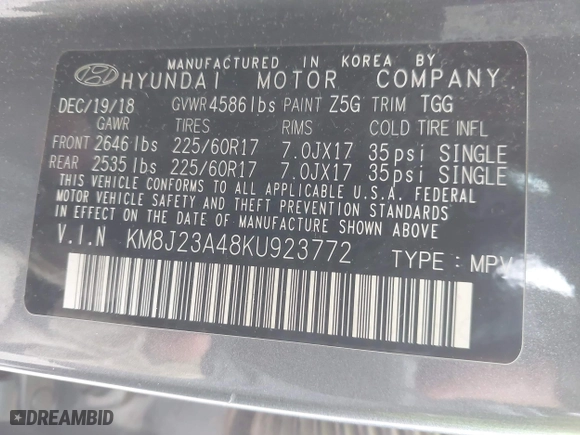 MANUFACTURED IN KOREA BY
HYUNDAI MOTOR COMPANY
DEC/19/18 GVWR 4586lbs PAINT Z5G TRIM TGG
GAWR TIRES RIMS COLD TIRE INFL
FRONT 2646 lbs 225/60R17 7.0JX17 35psi SINGLE
REAR 2535 lbs 225/60R17 7.0JX17 35psi SINGLE
THIS VEHICLE CONFORMS TO ALL APPLICABLE U.S.A. FEDERAL
MOTOR VEHICLE SAFETY AND THEFT PREVENTION STANDARDS
IN EFFECT ON THE DATE OF MANUFACTURE SHOWN ABOVE
V.I.N KM8J23A48KU923772 TYPE : MPV
DREAMBID